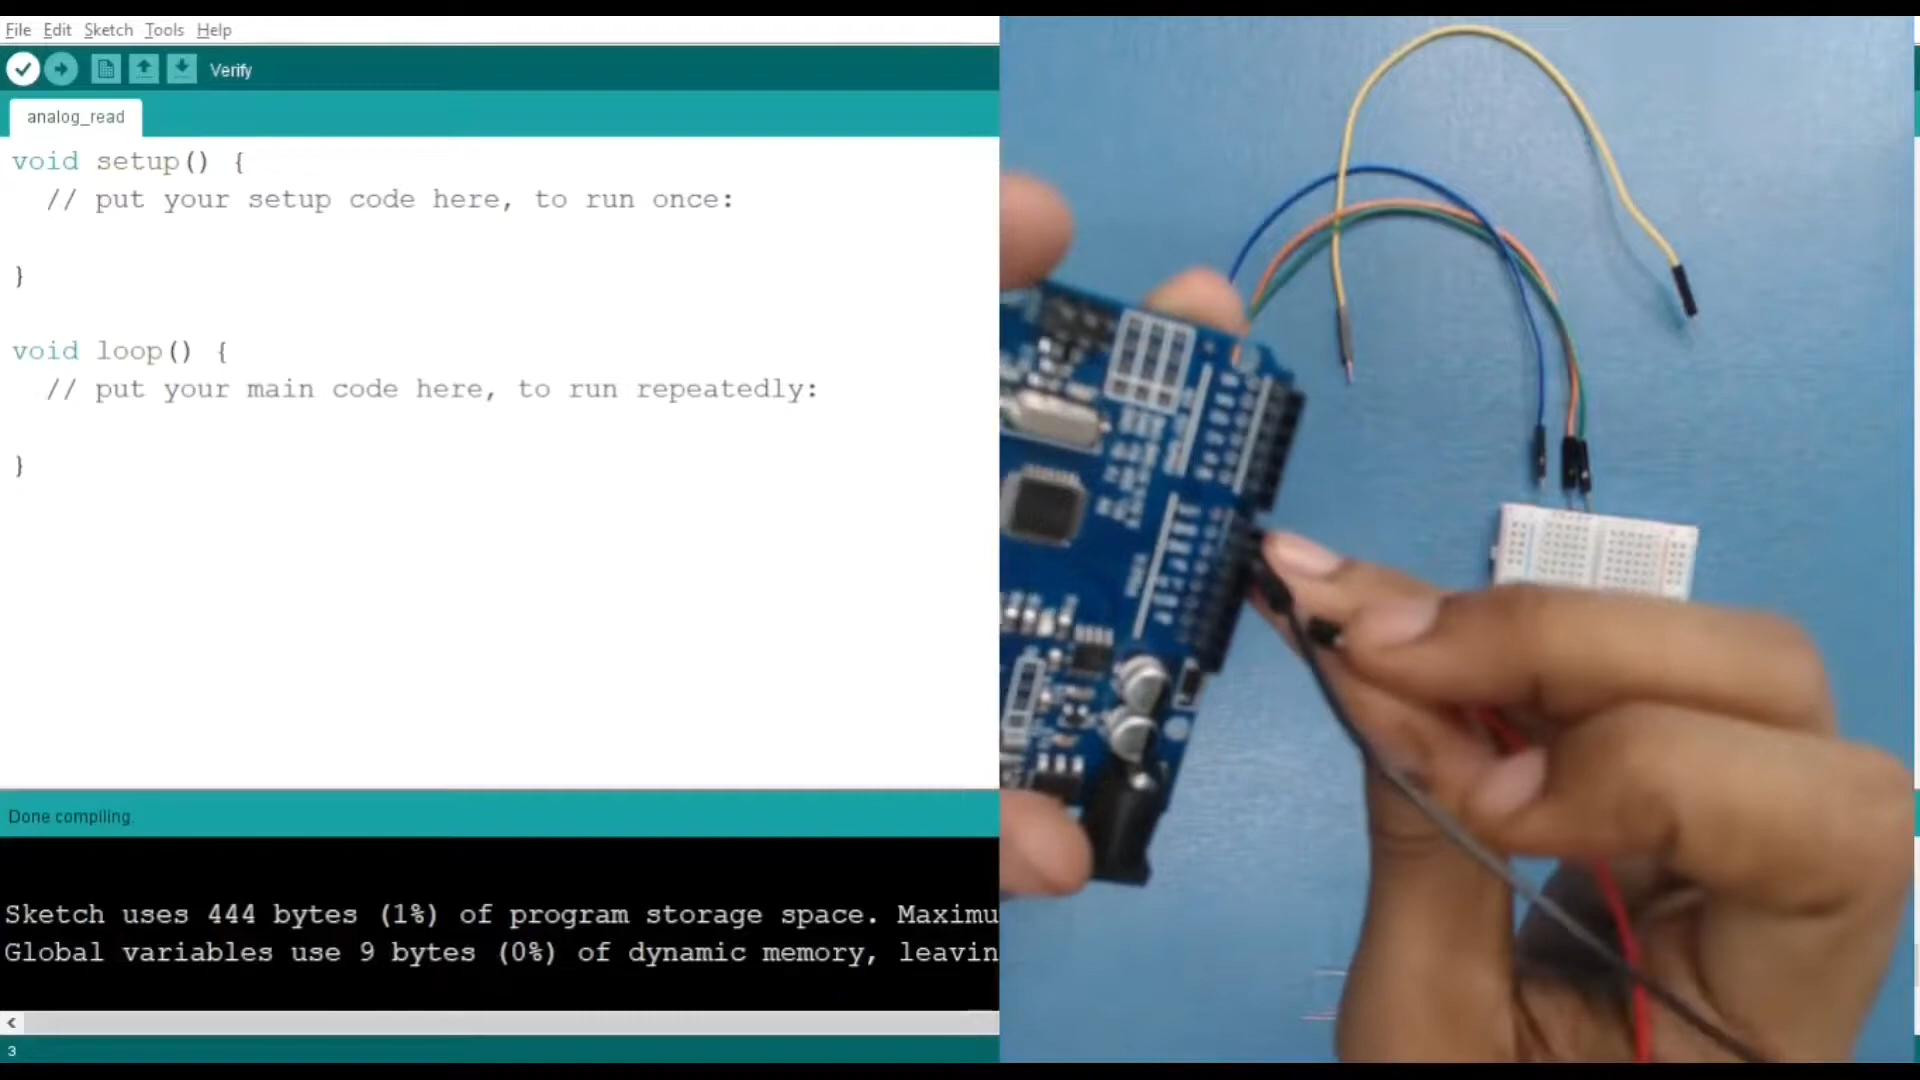 File Edit Sketch Tools Help
Verify
analog_read
void setup() {
// put your setup code here, to run once:
}
void loop() {
// put your main code here, to run repeatedly:
}
Done compiling.
Sketch uses 444 bytes (1%) of program storage space. Maximu
Global variables use 9 bytes (0%) of dynamic memory, leavin
3